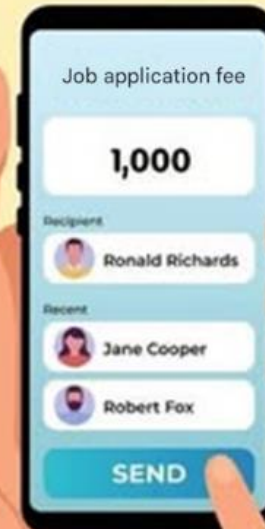 Job application fee
1,000
Recipient
Ronald Richards
Recent
Jane Cooper
Robert Fox
SEND